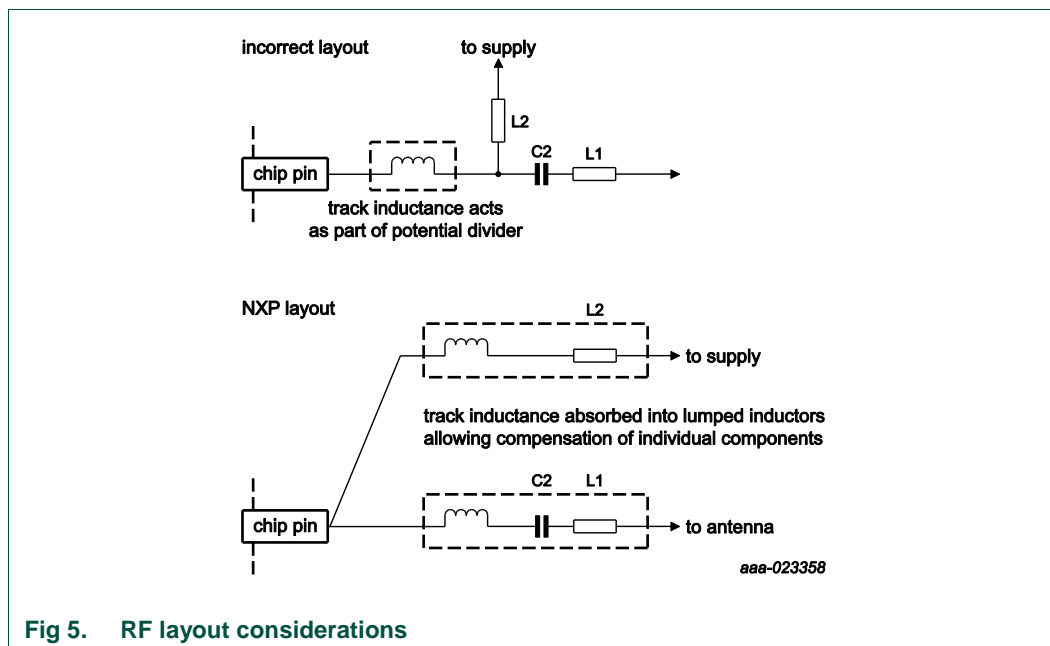 incorrect layout
to supply
L2
C2
L1
chip pin
track inductance acts
as part of potential divider
NXP layout
L2
to supply
track inductance absorbed into lumped inductors
allowing compensation of individual components
C2
L1
chip pin
to antenna
aaa-023358
Fig 5. RF layout considerations